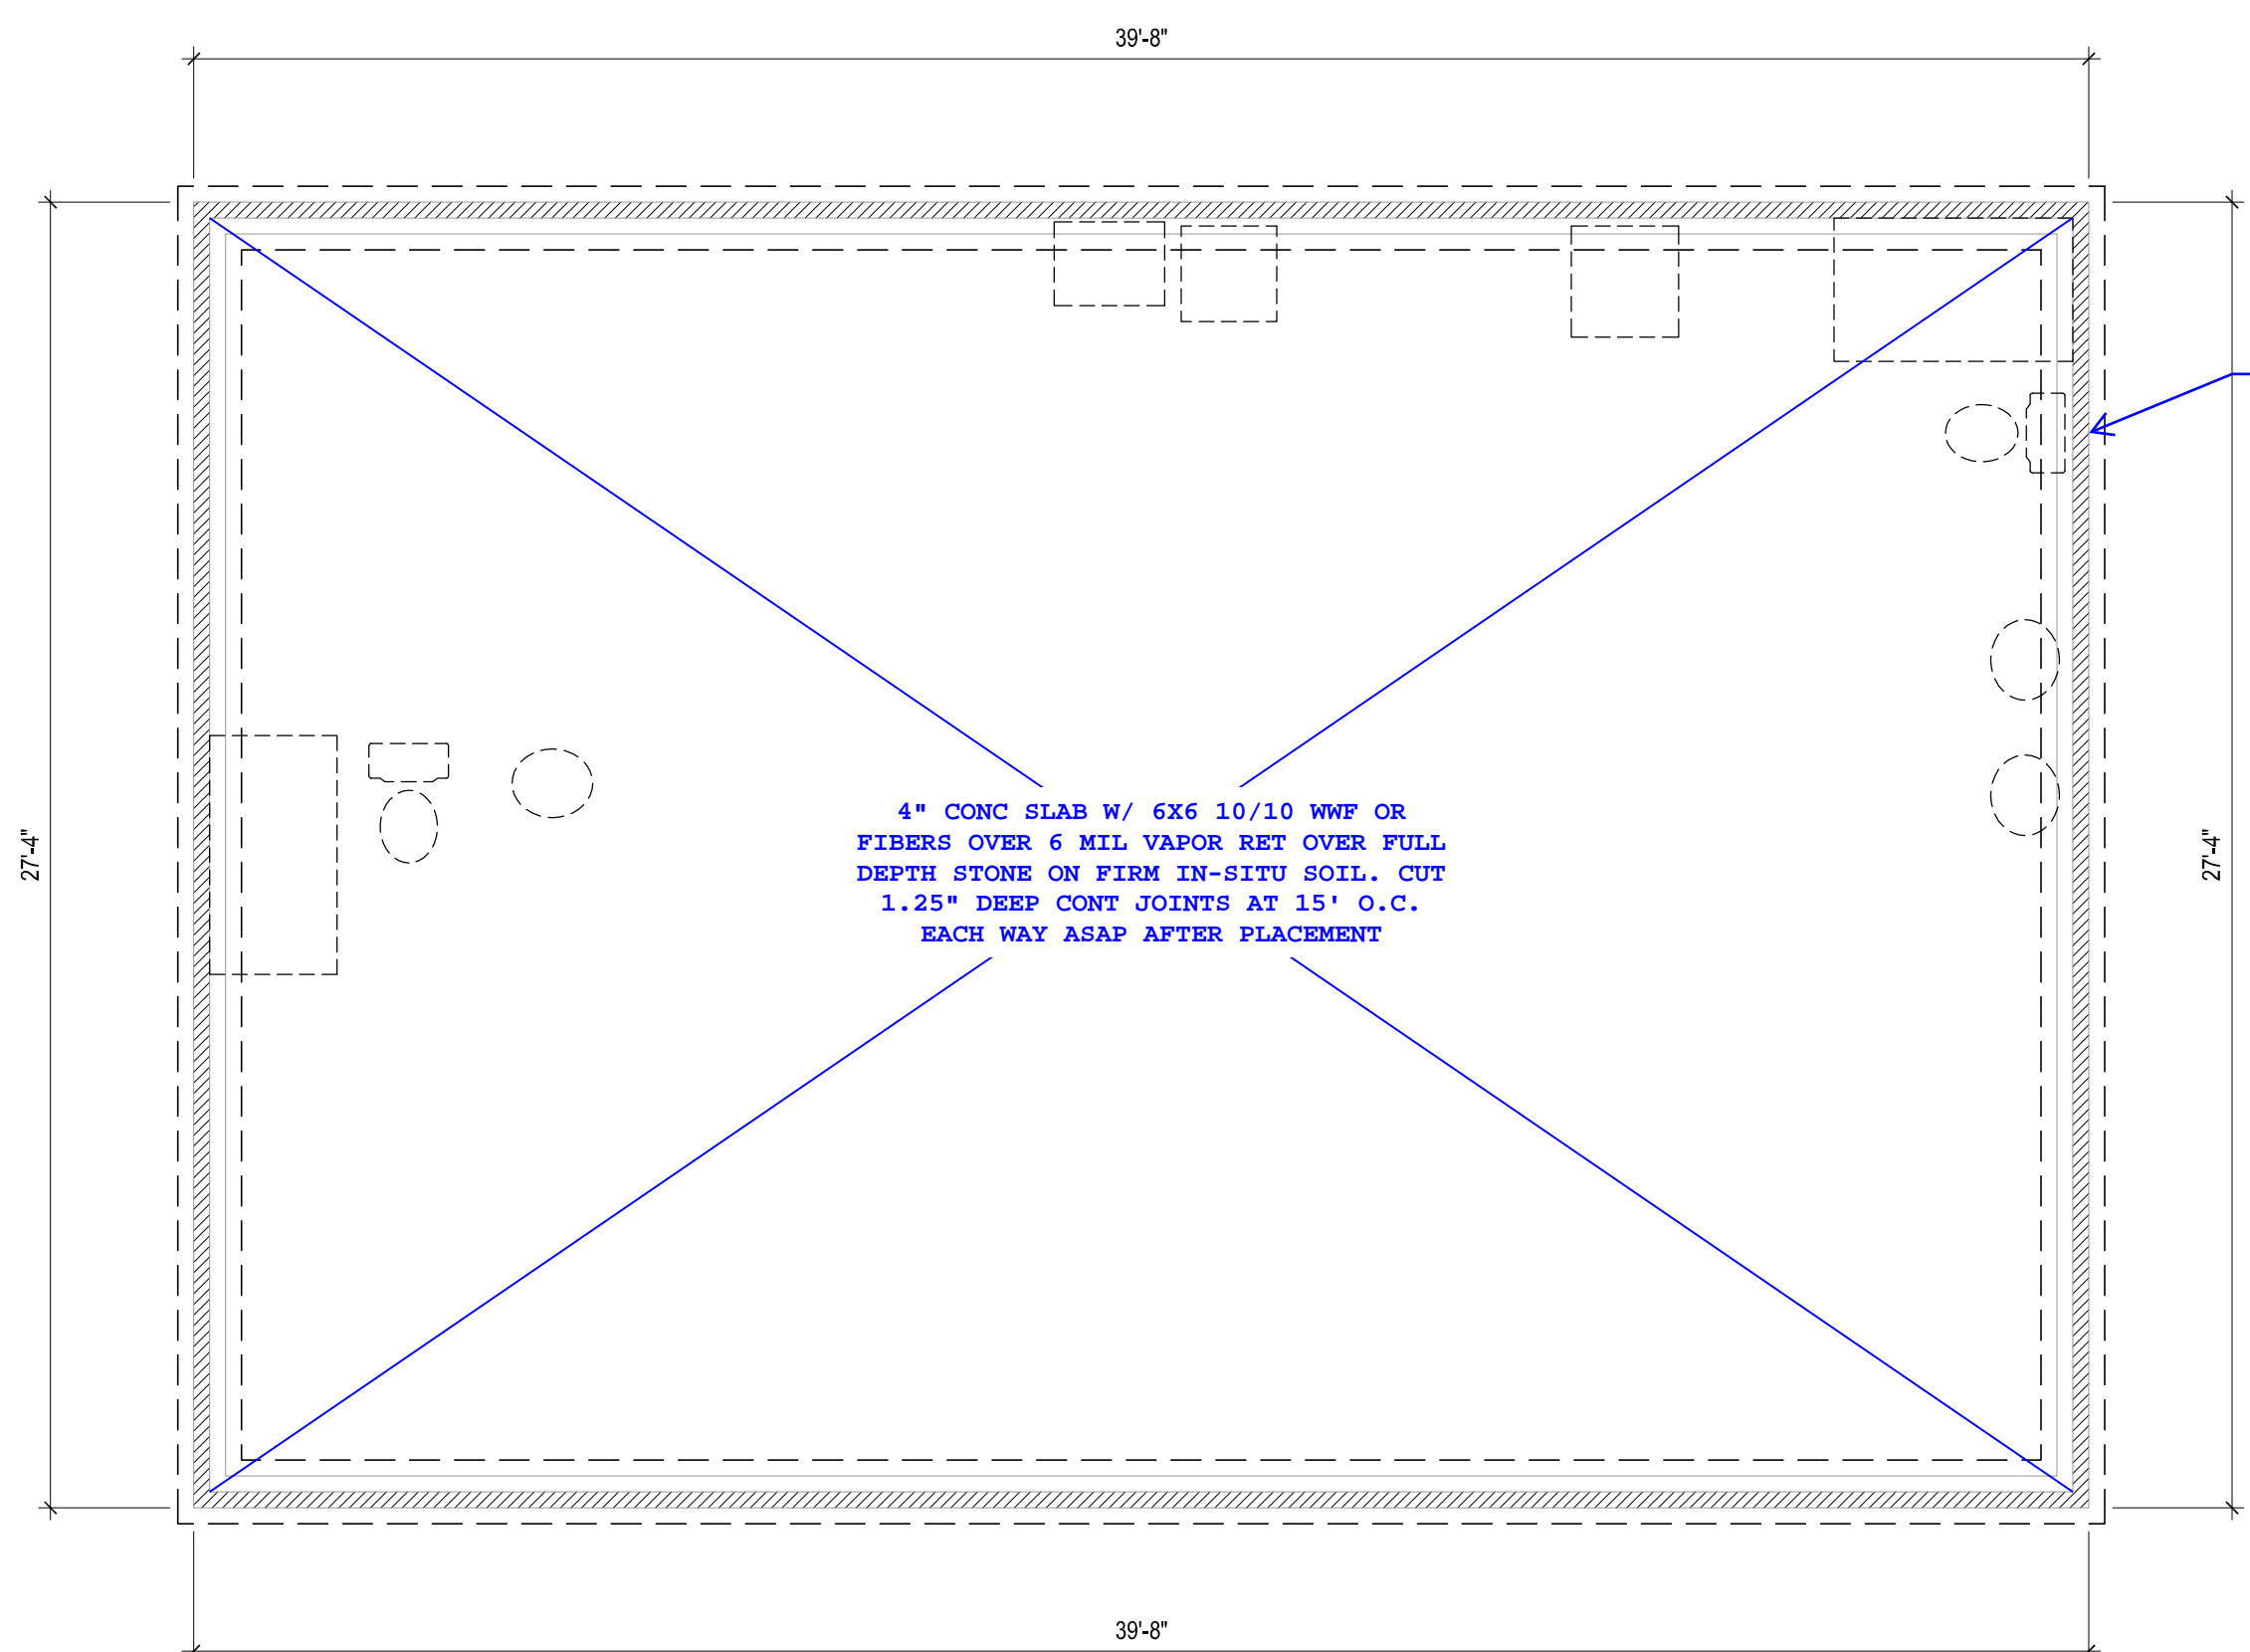 39'-8"
27'-4"
4" CONC SLAB W/ 6X6 10/10 WWF OR
FIBERS OVER 6 MIL VAPOR RET OVER FULL
DEPTH STONE ON FIRM IN-SITU SOIL. CUT
1.25" DEEP CONT JOINTS AT 15' O.C.
EACH WAY ASAP AFTER PLACEMENT
27'-4"
39'-8"